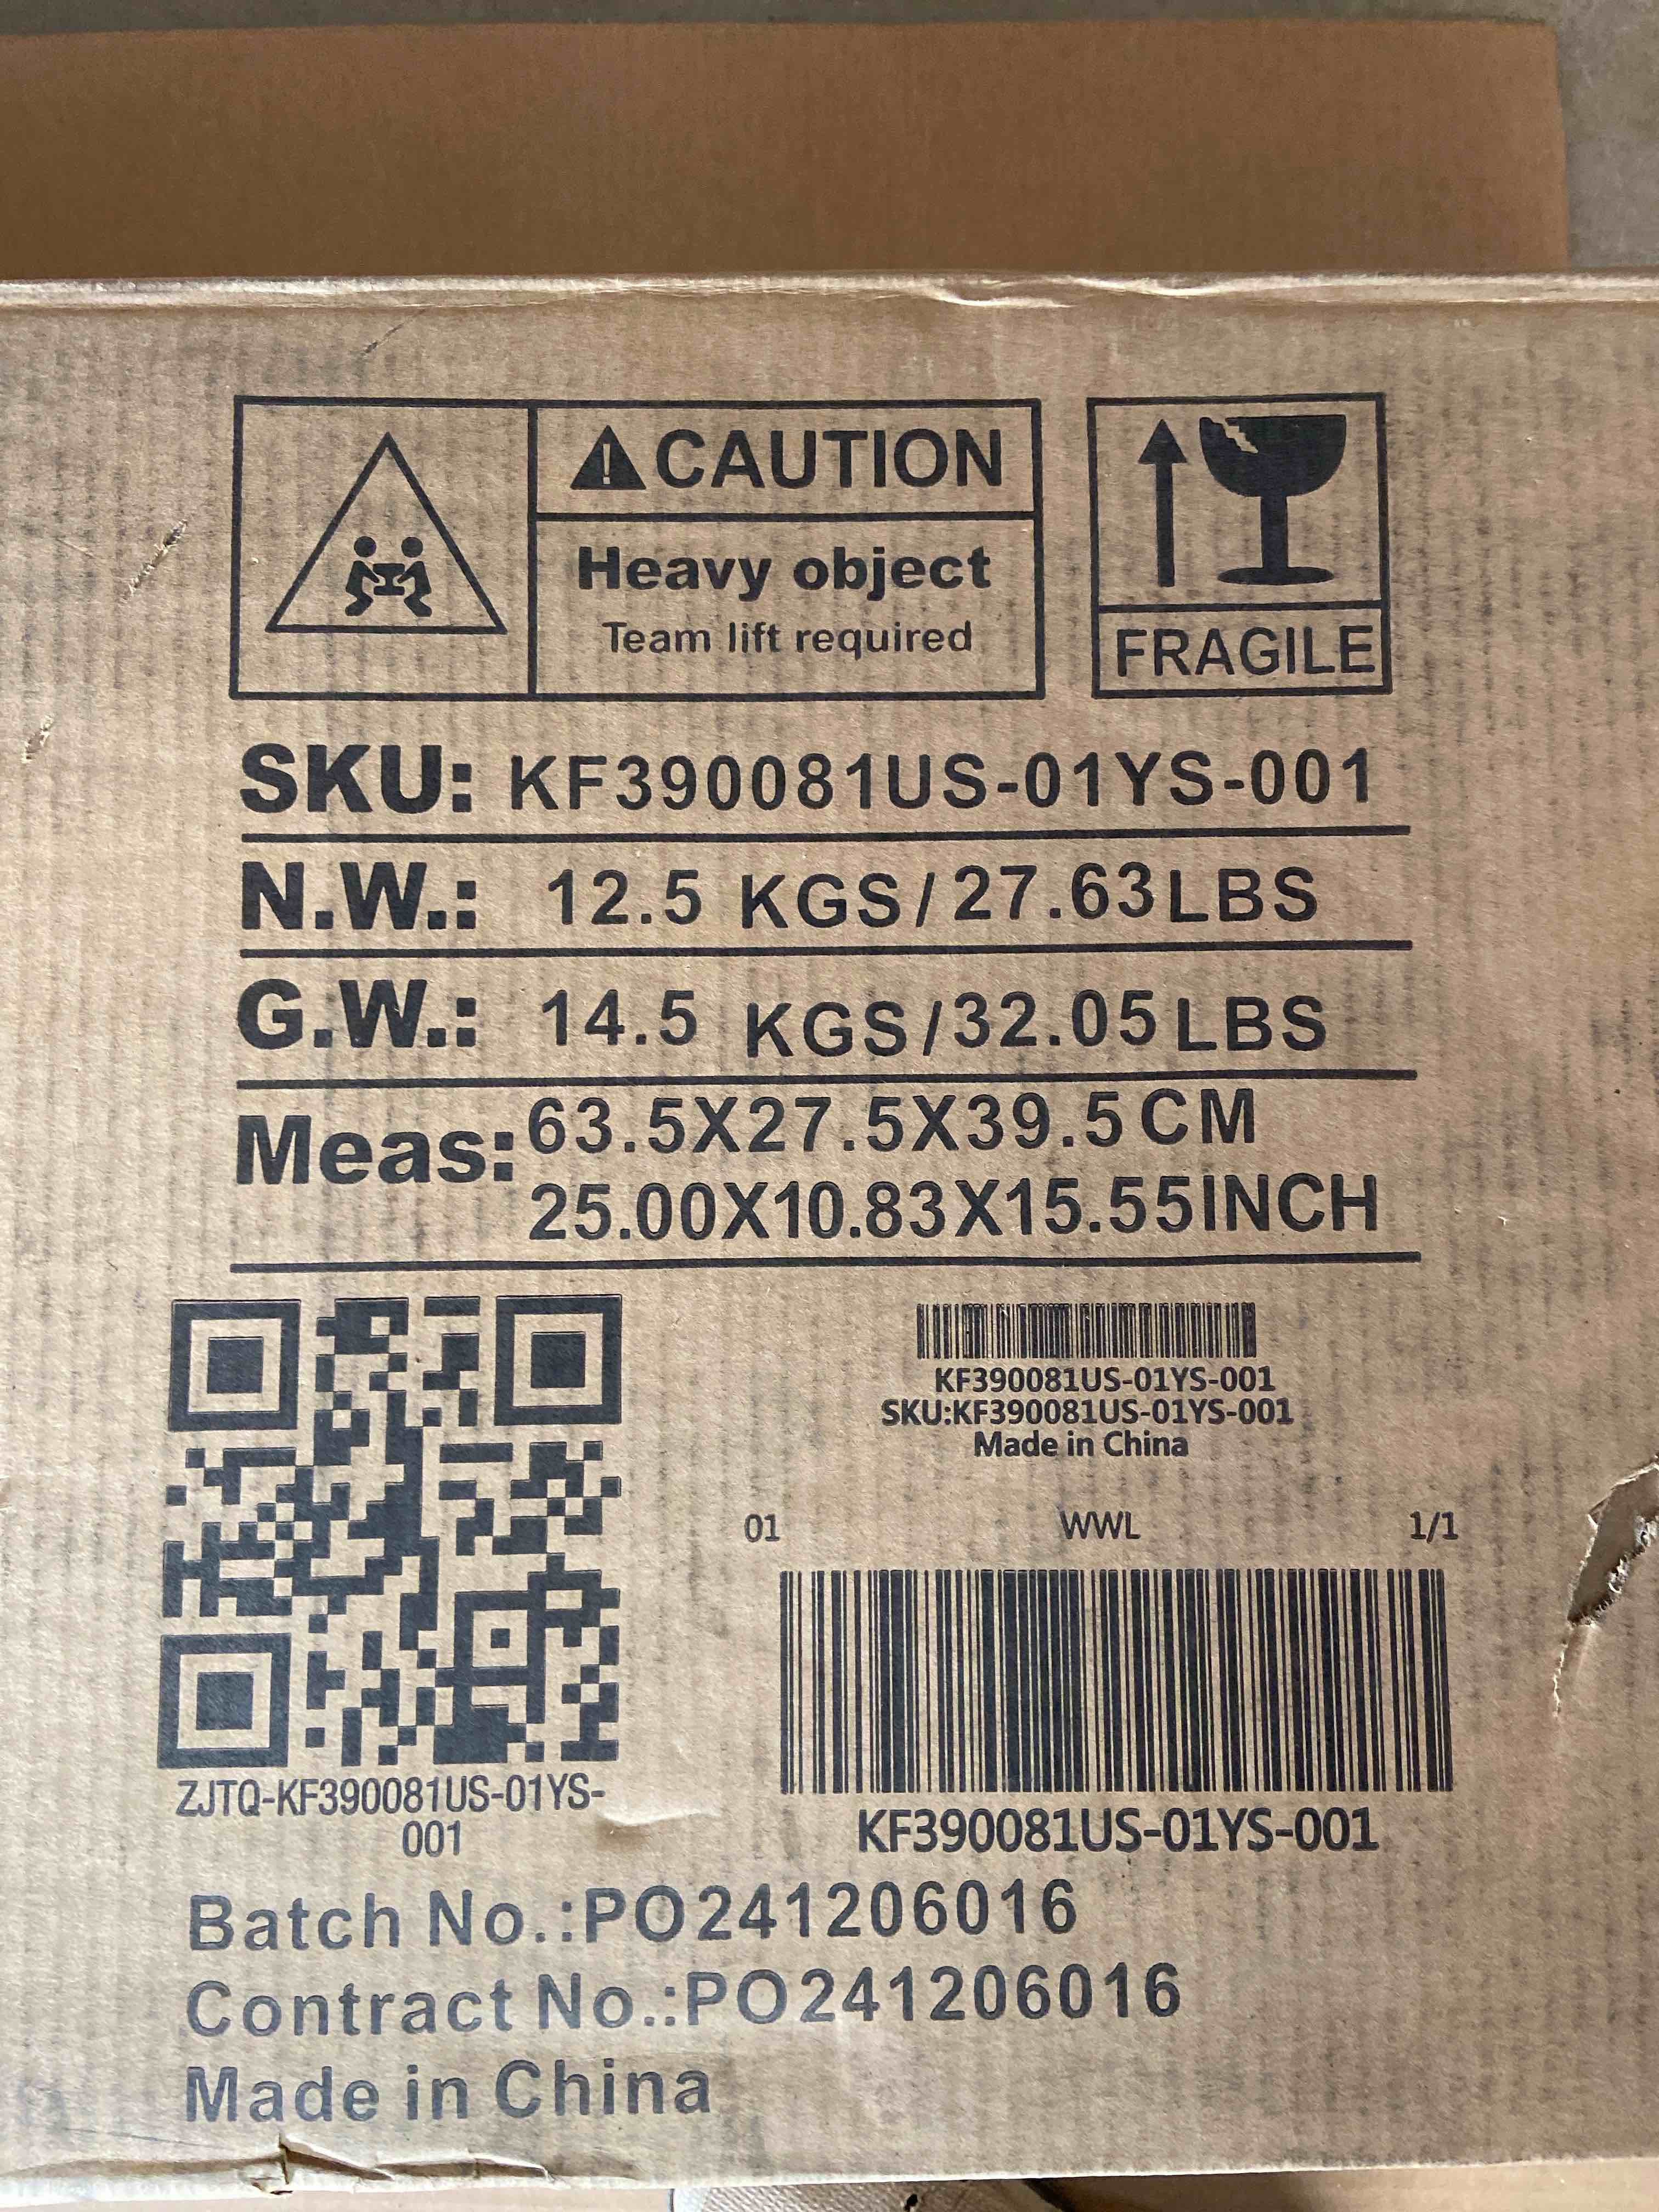 CAUTION
Heavy object
Team lift required
FRAGILE
SKU: KF390081US-01YS-001
N.W.: 12.5 KGS/27.63LBS
G.W.: 14.5 KGS/32.05LBS
Meas: 63.5X27.5X39.5CM
25.00X10.83X15.55INCH
KF390081US-01YS-001
SKU:KF390081US-01YS-001
Made in China
01 WWL 1/1
KF390081US-01YS-001
ZJTQ-KF390081US-01YS-
001
Batch No.:PO241206016
Contract No.:PO241206016
Made in China